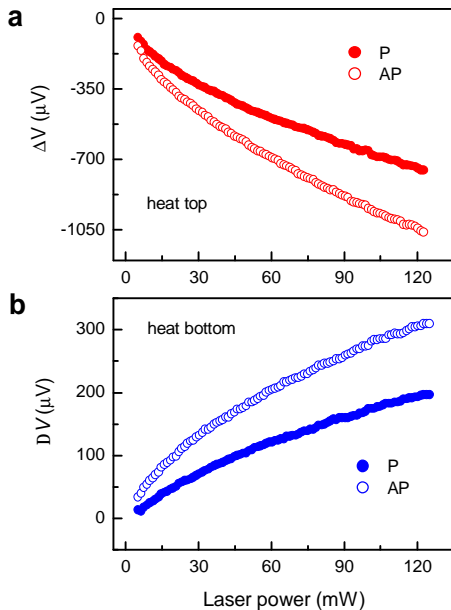 a
0
-350
-700
-1050
ΔV (μV)
P
AP
heat top
0
30
60
90
120
b
300
200
100
0
DV (μV)
heat bottom
P
AP
0
30
60
90
120
Laser power (mW)